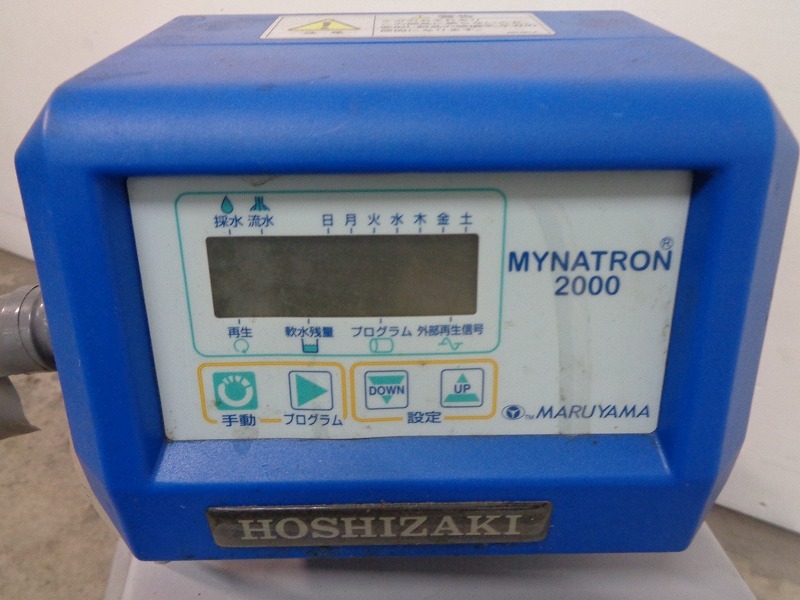 採水 流水
日 月 火 水 木 金 土
MYNATRON®
2000
再生 軟水残量 プログラム 外部再生信号
DOWN UP
手動 プログラム 設定
™ MARUYAMA
HOSHIZAKI